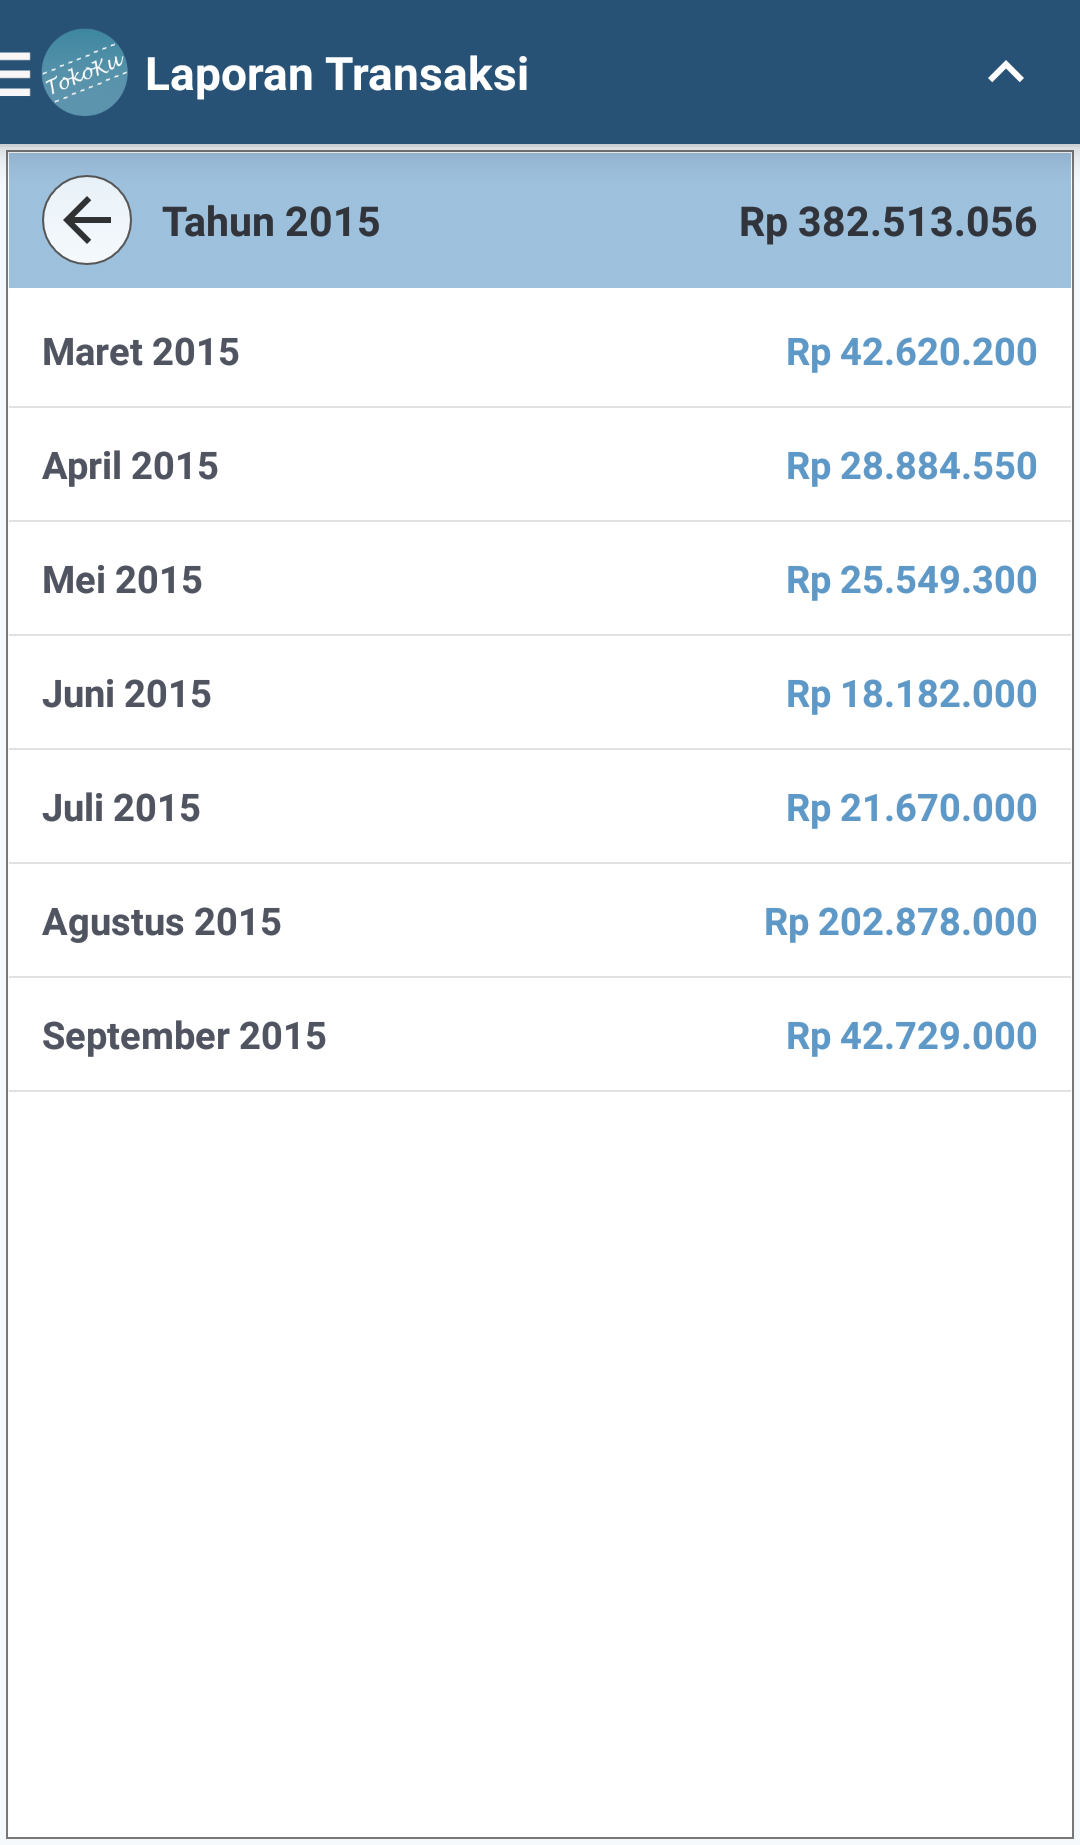 TokoKu Laporan Transaksi
Tahun 2015 Rp 382.513.056
Maret 2015 Rp 42.620.200
April 2015 Rp 28.884.550
Mei 2015 Rp 25.549.300
Juni 2015 Rp 18.182.000
Juli 2015 Rp 21.670.000
Agustus 2015 Rp 202.878.000
September 2015 Rp 42.729.000